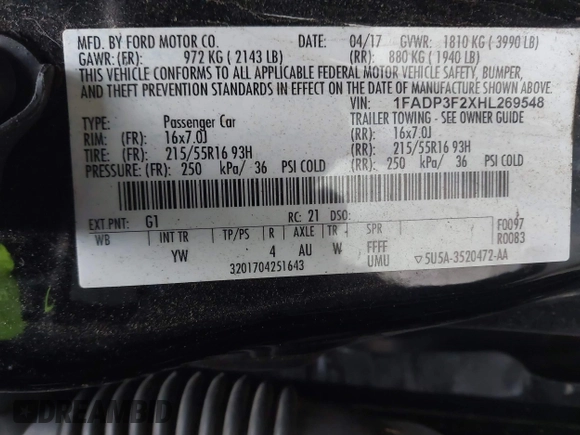 MFD. BY FORD MOTOR CO.
DATE: 04/17 GVWR: 1810 KG ( 3990 LB)
GAWR:(FR): 972 KG ( 2143 LB)
(RR): 880 KG ( 1940 LB)
THIS VEHICLE CONFORMS TO ALL APPLICABLE FEDERAL MOTOR VEHICLE SAFETY, BUMPER,
AND THEFT PREVENTION STANDARDS IN EFFECT ON THE DATE OF MANUFACTURE SHOWN ABOVE.
VIN: 1FADP3F2XHL269548
TYPE: Passenger Car
TRAILER TOWING - SEE OWNER GUIDE
RIM: (FR): 16x7.0J
(RR): 16x7.0J
TIRE: (FR): 215/55R16 93H
(RR): 215/55R16 93H
PRESSURE: (FR): 250 kPa/ 36 PSI COLD
(RR): 250 kPa/ 36 PSI COLD
EXT PNT: G1 RC: 21 DSO:
F0097
R0083
WB INT TR TP/PS R AXLE TR SPR
YW 4 AU W FFFF
UMU
3201704251643
▽5U5A-3520472-AA
DREAMBID